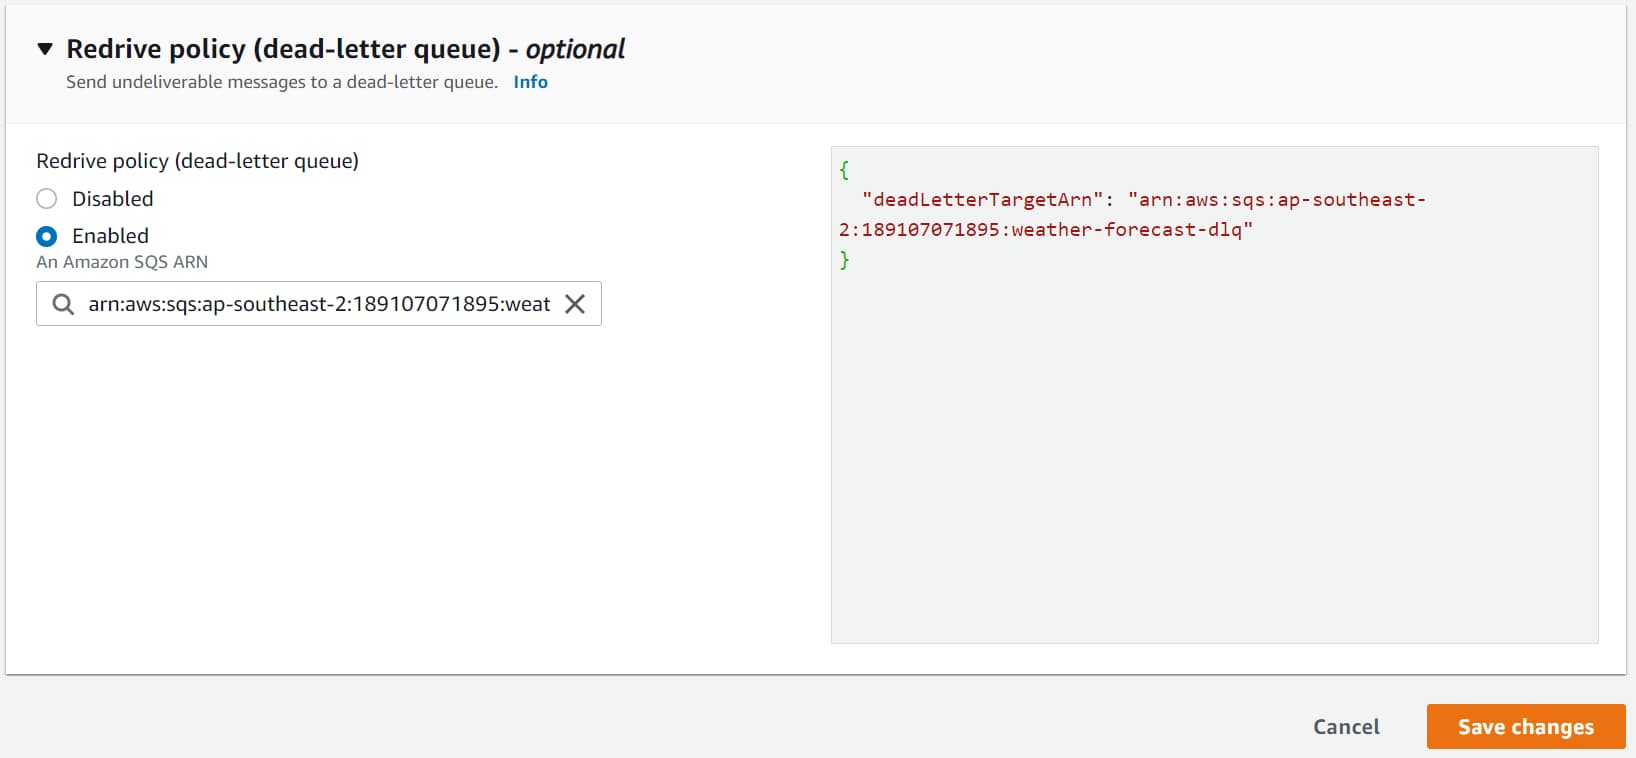 Redrive policy (dead-letter queue) - optional
Send undeliverable messages to a dead-letter queue. Info
Redrive policy (dead-letter queue)
Disabled
Enabled
An Amazon SQS ARN
arn:aws:sqs:ap-southeast-2:189107071895:weat
{
"deadLetterTargetArn": "arn:aws:sqs:ap-southeast-
2:189107071895:weather-forecast-dlq"
}
Cancel
Save changes